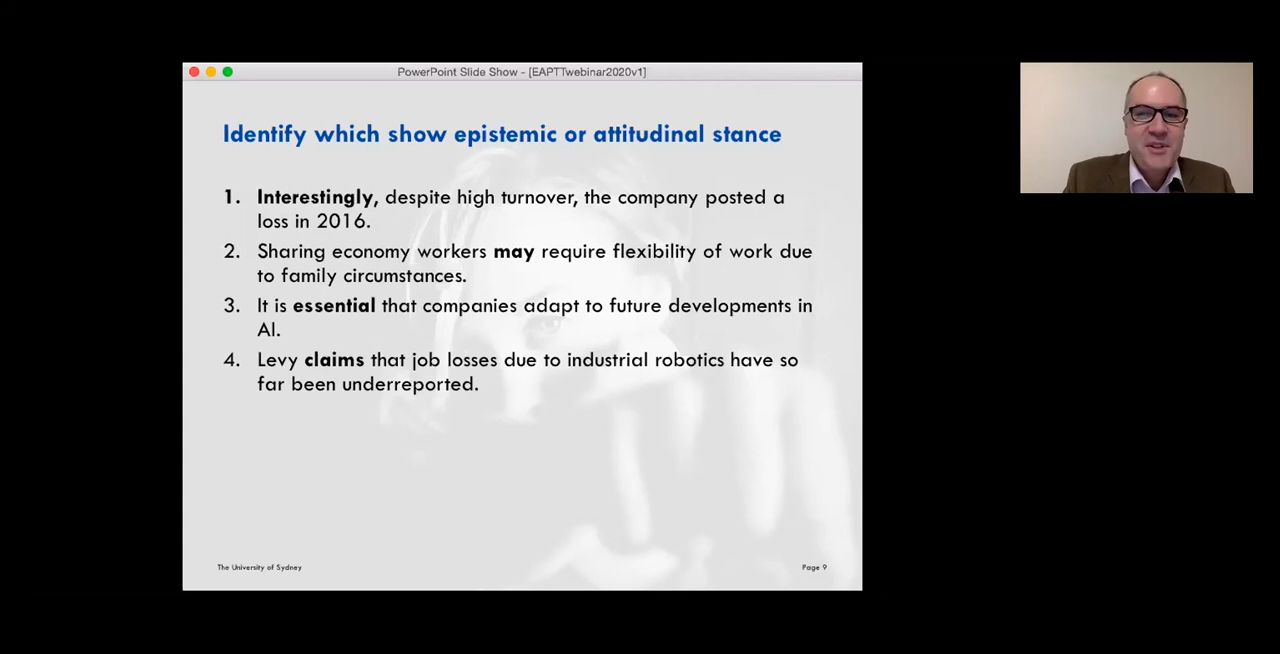 PowerPoint Slide Show - [EAPTTwebinar2020v1]
Identify which show epistemic or attitudinal stance
1. Interestingly, despite high turnover, the company posted a
loss in 2016.
2. Sharing economy workers may require flexibility of work due
to family circumstances.
3. It is essential that companies adapt to future developments in
AI.
4. Levy claims that job losses due to industrial robotics have so
far been underreported.
The University of Sydney
Page 9